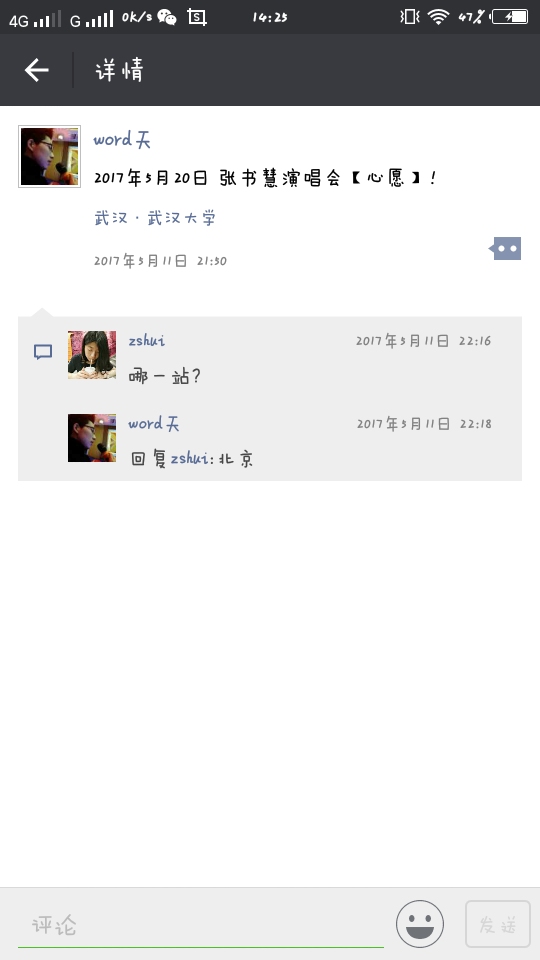 4G G 0K/s S 14:25 47%
详情
word天
2017年5月20日 张书慧演唱会【心愿】!
武汉·武汉大学
2017年5月11日 21:50
zshui 2017年5月11日 22:16
哪一站?
word天 2017年5月11日 22:18
回复zshui:北京
评论 发送